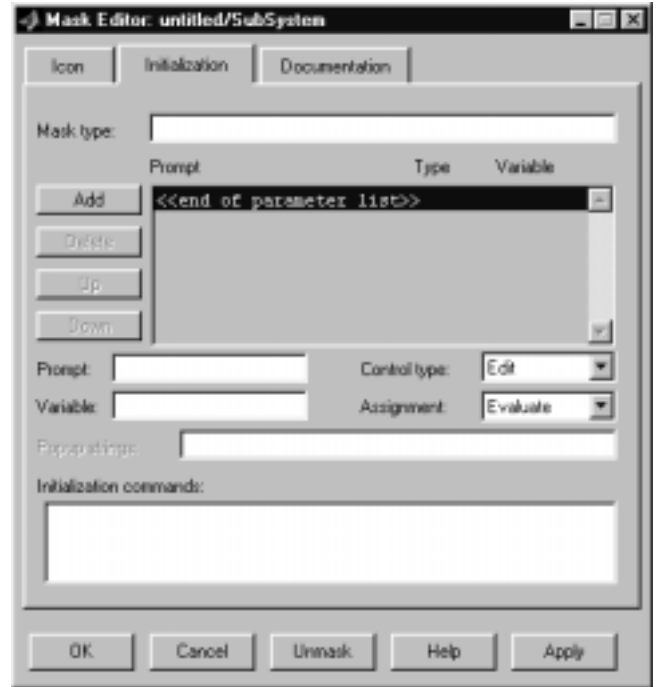 Mask Editor: untitled/SubSystem
Icon Initialization Documentation
Mask type:
Prompt Type Variable
Add <<end of parameter list>>
Delete
Up
Down
Prompt: Control type: Edit
Variable: Assignment: Evaluate
Popup strings:
Initialization commands:
OK Cancel Unmask Help Apply